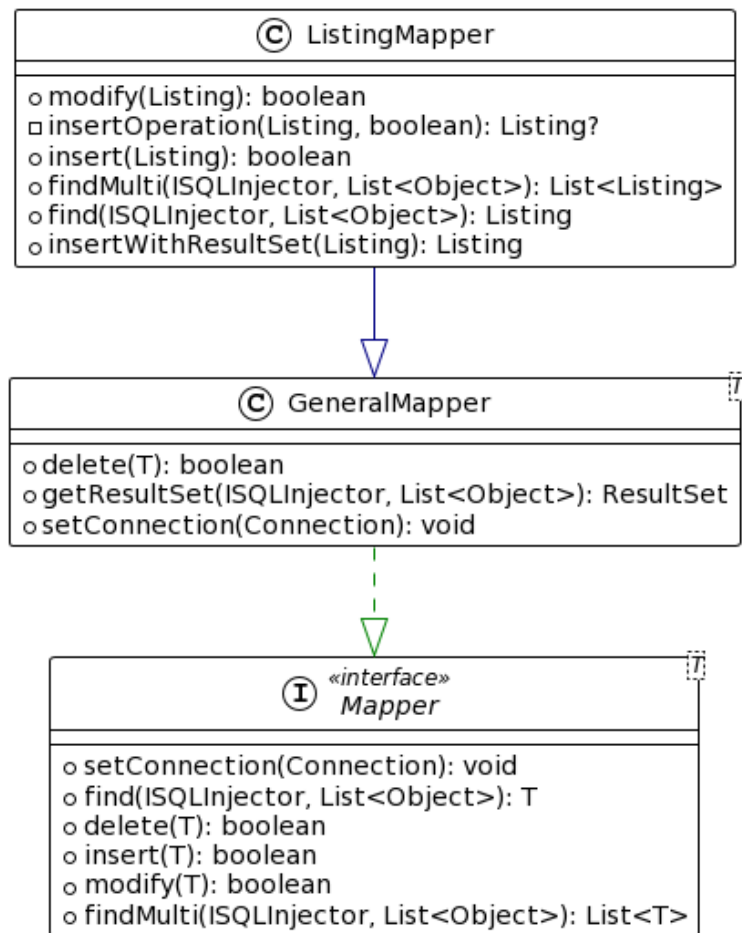 C ListingMapper
modify(Listing): boolean
insertOperation(Listing, boolean): Listing?
insert(Listing): boolean
findMulti(ISQLInjector, List<Object>): List<Listing>
find(ISQLInjector, List<Object>): Listing
insertWithResultSet(Listing): Listing
T
C GeneralMapper
delete(T): boolean
getResultSet(ISQLInjector, List<Object>): ResultSet
setConnection(Connection): void
T
«interface»
I Mapper
setConnection(Connection): void
find(ISQLInjector, List<Object>): T
delete(T): boolean
insert(T): boolean
modify(T): boolean
findMulti(ISQLInjector, List<Object>): List<T>